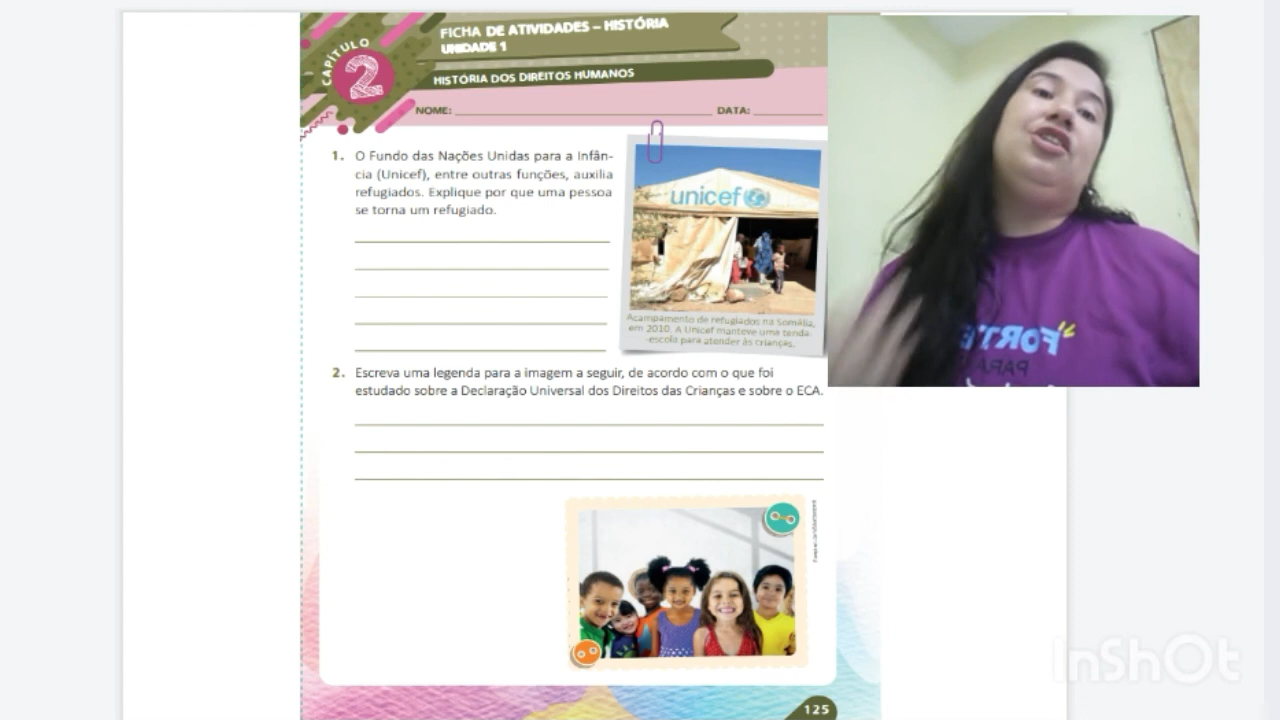 CAPÍTULO
2
FICHA DE ATIVIDADES – HISTÓRIA
UNIDADE 1
HISTÓRIA DOS DIREITOS HUMANOS
NOME:
DATA:
1. O Fundo das Nações Unidas para a Infân-
cia (Unicef), entre outras funções, auxilia
refugiados. Explique por que uma pessoa
se torna um refugiado.
unicef
Acampamento de refugiados na Somália,
em 2010. A Unicef manteve uma tenda-
-escola para atender às crianças.
2. Escreva uma legenda para a imagem a seguir, de acordo com o que foi
estudado sobre a Declaração Universal dos Direitos das Crianças e sobre o ECA.
125
FORTE
PARA
InShOt